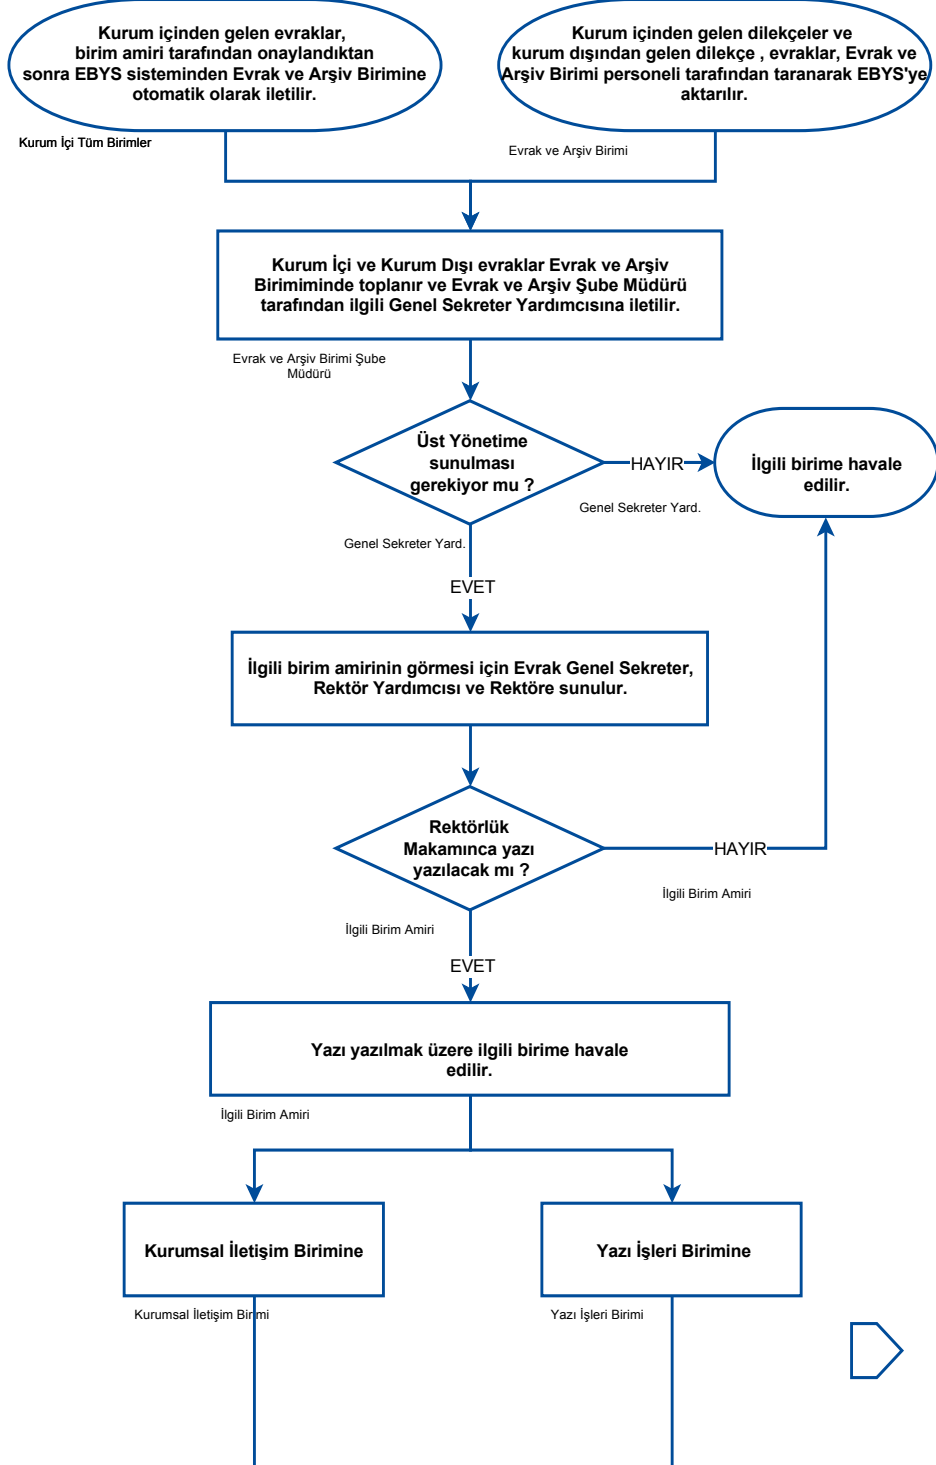 Kurum içinden gelen evraklar,
birim amiri tarafından onaylandıktan
sonra EBYS sisteminden Evrak ve Arşiv Birimine
otomatik olarak iletilir.
Kurum içinden gelen dilekçeler ve
kurum dışından gelen dilekçe , evraklar, Evrak ve
Arşiv Birimi personeli tarafından taranarak EBYS'ye
aktarılır.
Kurum İçi Tüm Birimler
Evrak ve Arşiv Birimi
Kurum İçi ve Kurum Dışı evraklar Evrak ve Arşiv
Birimiminde toplanır ve Evrak ve Arşiv Şube Müdürü
tarafından ilgili Genel Sekreter Yardımcısına iletilir.
Evrak ve Arşiv Birimi Şube
Müdürü
Üst Yönetime
sunulması
gerekiyor mu ?
HAYIR
İlgili birime havale
edilir.
Genel Sekreter Yard.
Genel Sekreter Yard.
EVET
İlgili birim amirinin görmesi için Evrak Genel Sekreter,
Rektör Yardımcısı ve Rektöre sunulur.
Rektörlük
Makamınca yazı
yazılacak mı ?
HAYIR
İlgili Birim Amiri
İlgili Birim Amiri
EVET
Yazı yazılmak üzere ilgili birime havale
edilir.
İlgili Birim Amiri
Kurumsal İletişim Birimine
Yazı İşleri Birimine
Kurumsal İletişim Birimi
Yazı İşleri Birimi